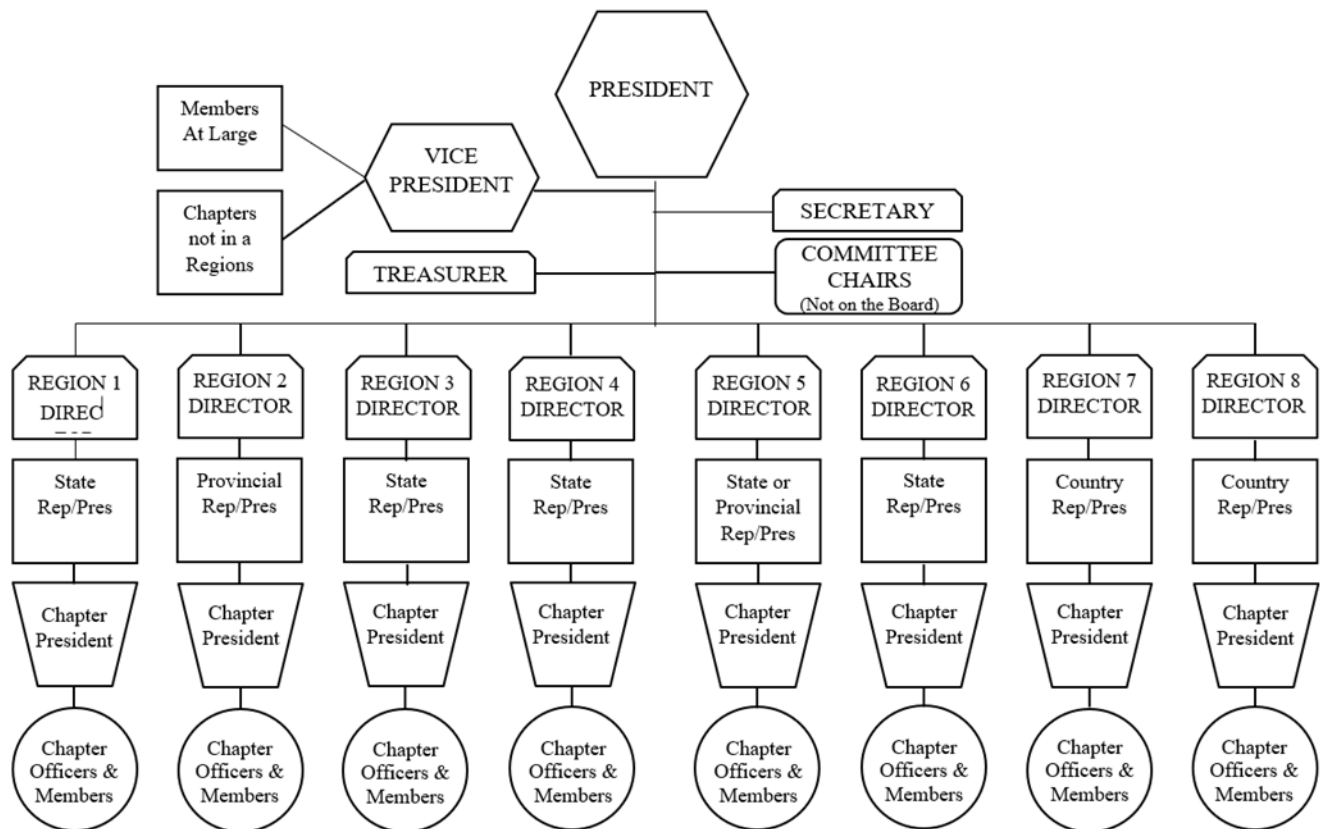 PRESIDENT
Members
At Large
VICE
PRESIDENT
Chapters
not in a
Regions
SECRETARY
TREASURER
COMMITTEE
CHAIRS
(Not on the Board)
REGION 1
DIREC
REGION 2
DIRECTOR
REGION 3
DIRECTOR
REGION 4
DIRECTOR
REGION 5
DIRECTOR
REGION 6
DIRECTOR
REGION 7
DIRECTOR
REGION 8
DIRECTOR
State
Rep/Pres
Provincial
Rep/Pres
State
Rep/Pres
State
Rep/Pres
State or
Provincial
Rep/Pres
State
Rep/Pres
Country
Rep/Pres
Country
Rep/Pres
Chapter
President
Chapter
President
Chapter
President
Chapter
President
Chapter
President
Chapter
President
Chapter
President
Chapter
President
Chapter
Officers &
Members
Chapter
Officers &
Members
Chapter
Officers &
Members
Chapter
Officers &
Members
Chapter
Officers &
Members
Chapter
Officers &
Members
Chapter
Officers &
Members
Chapter
Officers &
Members